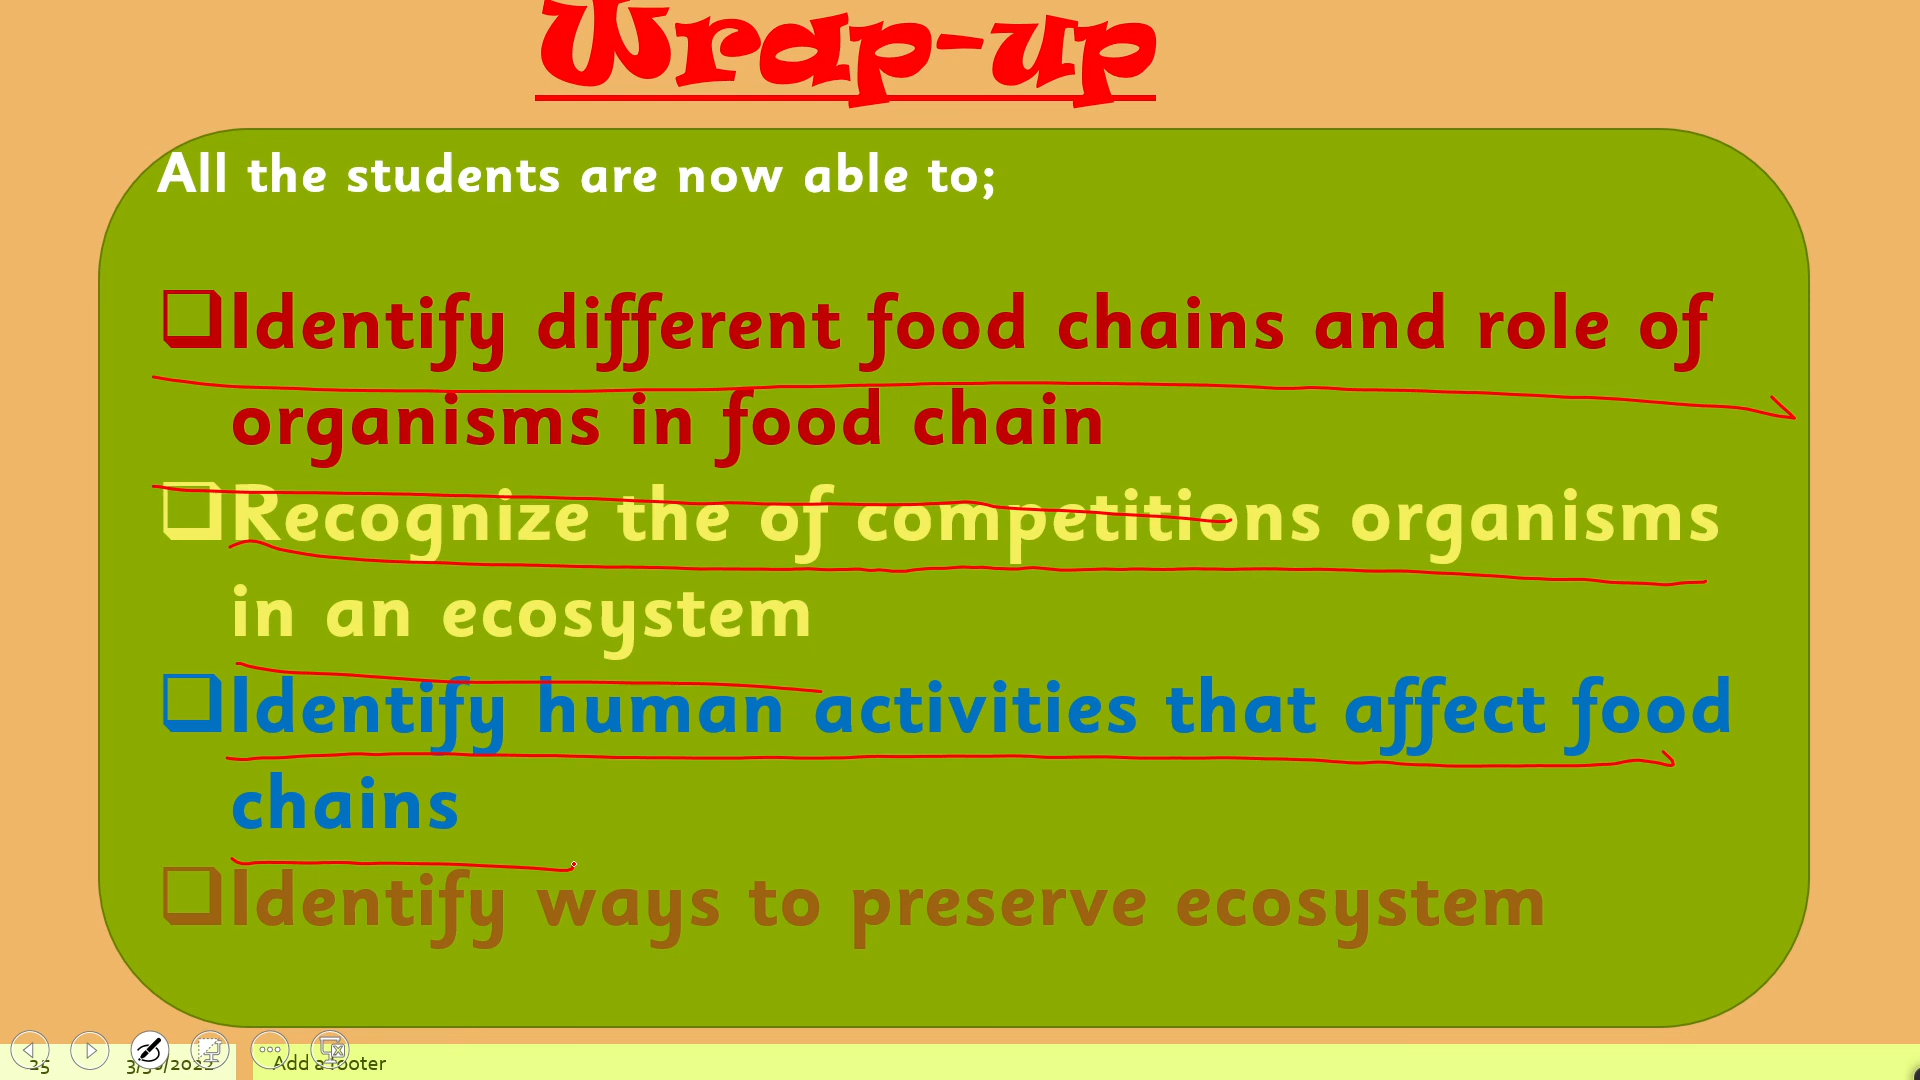 Wrap-up
All the students are now able to;
Identify different food chains and role of
organisms in food chain
Recognize the of competitions organisms
in an ecosystem
Identify human activities that affect food
chains
Identify ways to preserve ecosystem
25
Add a footer